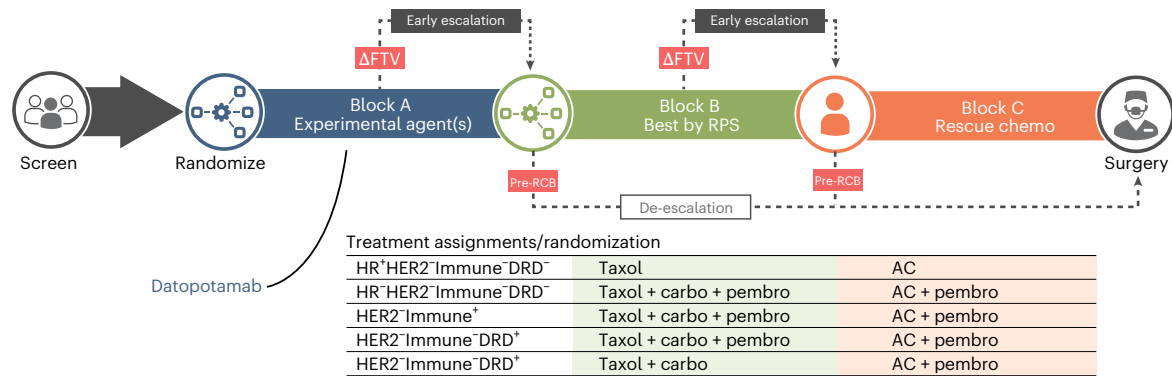 Early escalation
Early escalation
ΔFTV
ΔFTV
Block A
Experimental agent(s)
Block B
Best by RPS
Block C
Rescue chemo
Screen
Randomize
Surgery
Pre-RCB
Pre-RCB
De-escalation
Datopotamab
Treatment assignments/randomization
HR⁺HER2⁻Immune⁻DRD⁻ Taxol AC
HR⁻HER2⁻Immune⁻DRD⁻ Taxol + carbo + pembro AC + pembro
HER2⁻Immune⁺ Taxol + carbo + pembro AC + pembro
HER2⁻Immune⁻DRD⁺ Taxol + carbo + pembro AC + pembro
HER2⁻Immune⁻DRD⁺ Taxol + carbo AC + pembro